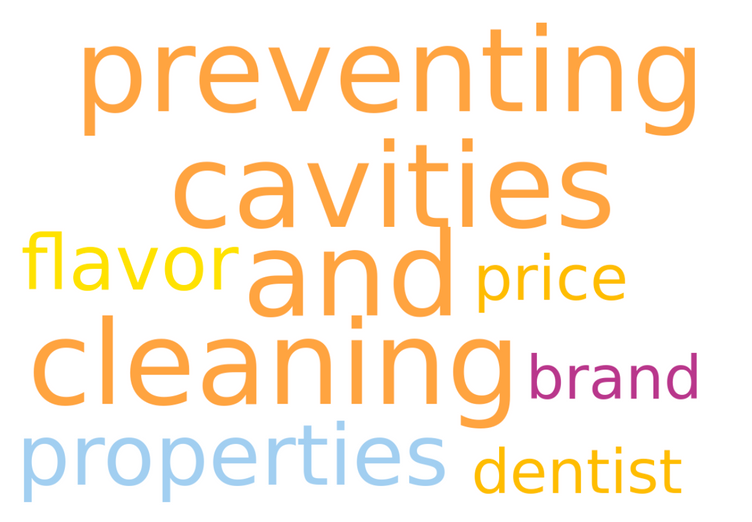 preventing
cavities
flavor and price
cleaning brand
properties dentist